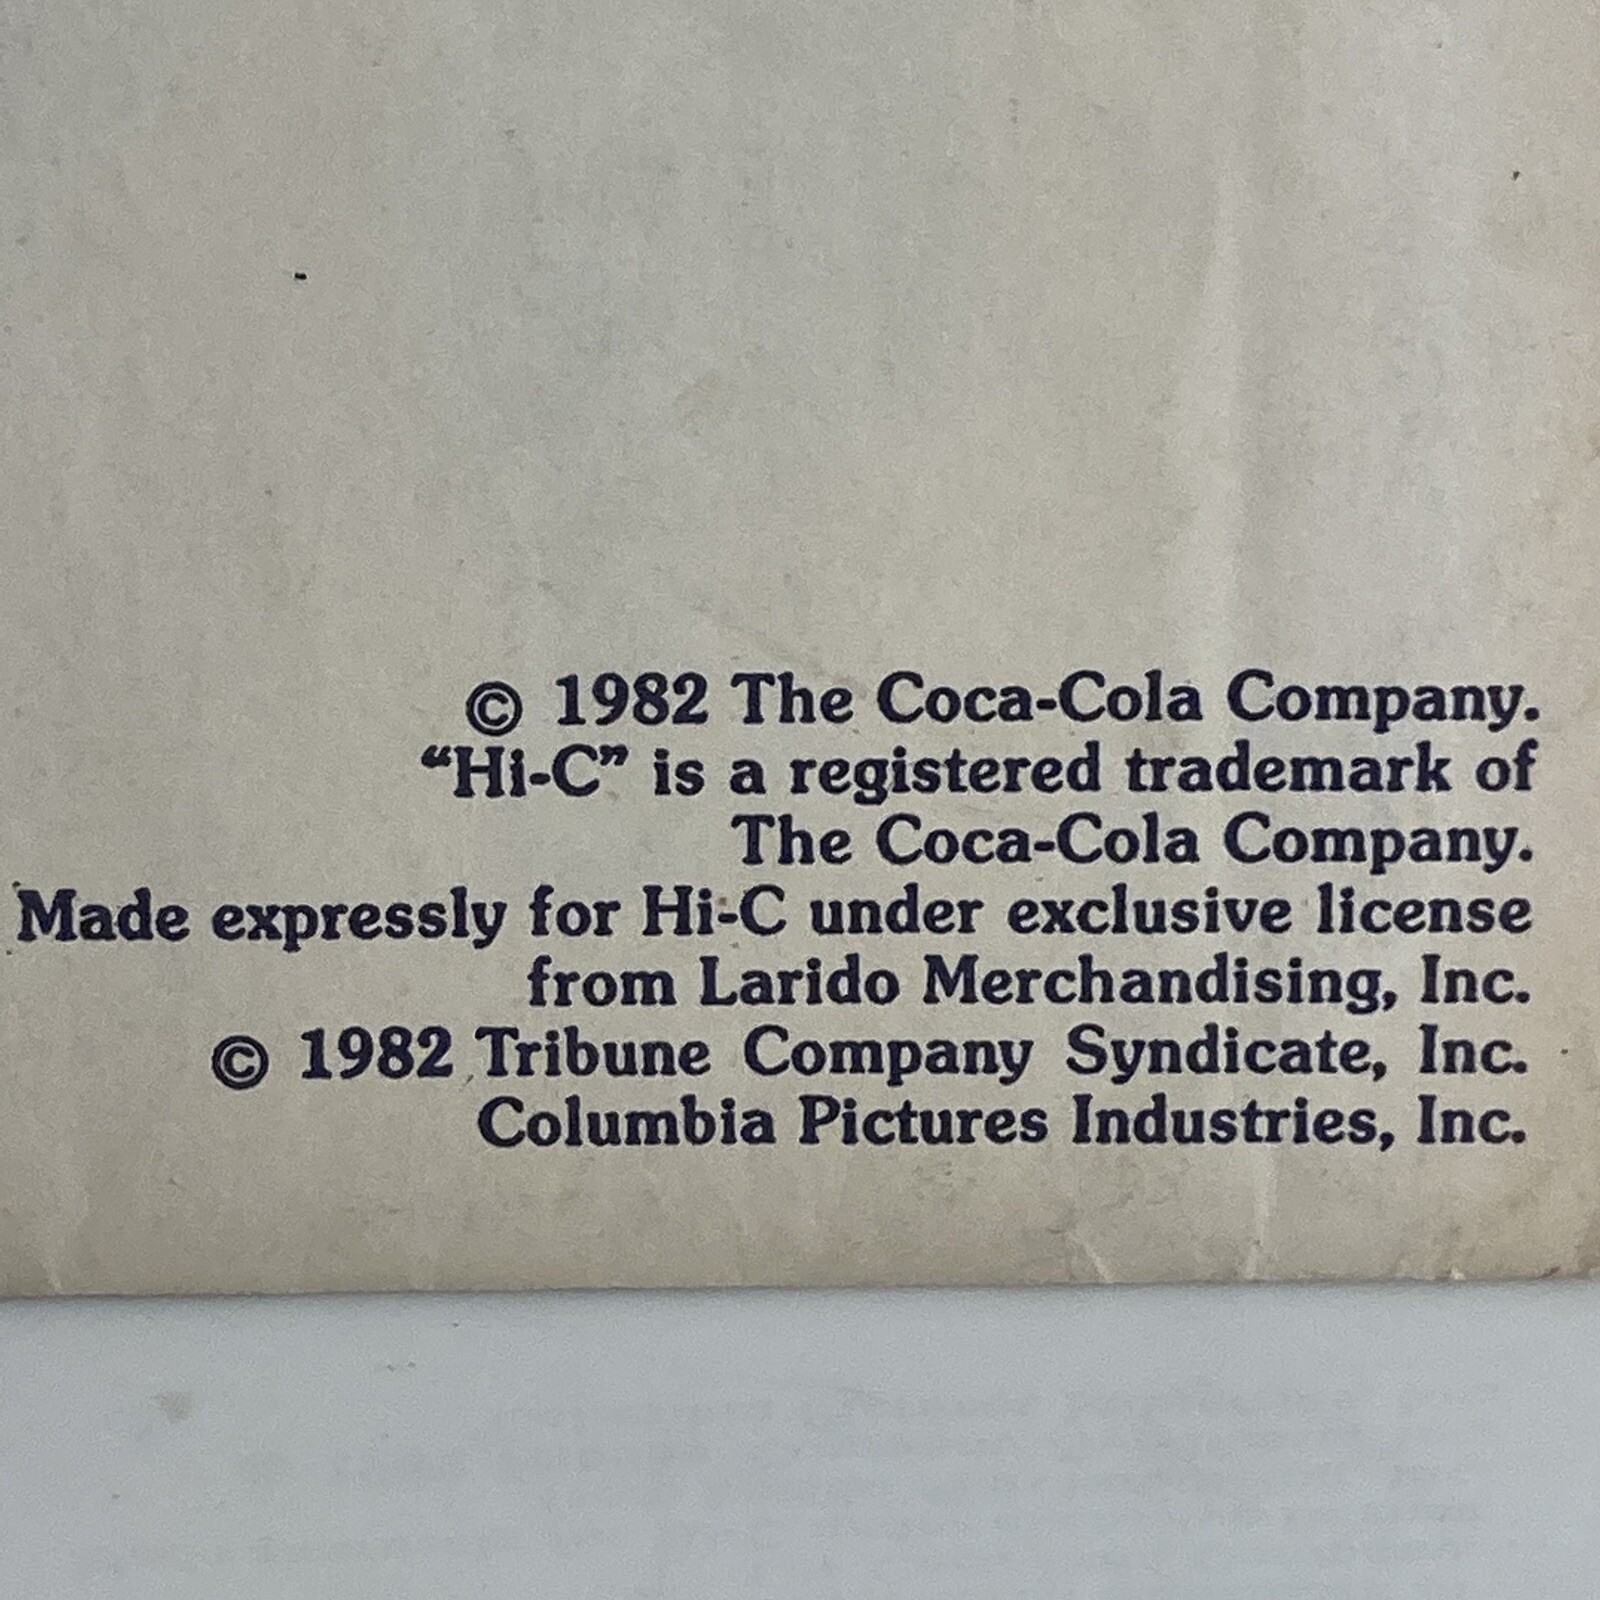 © 1982 The Coca-Cola Company.
“Hi-C” is a registered trademark of
The Coca-Cola Company.
Made expressly for Hi-C under exclusive license
from Larido Merchandising, Inc.
© 1982 Tribune Company Syndicate, Inc.
Columbia Pictures Industries, Inc.